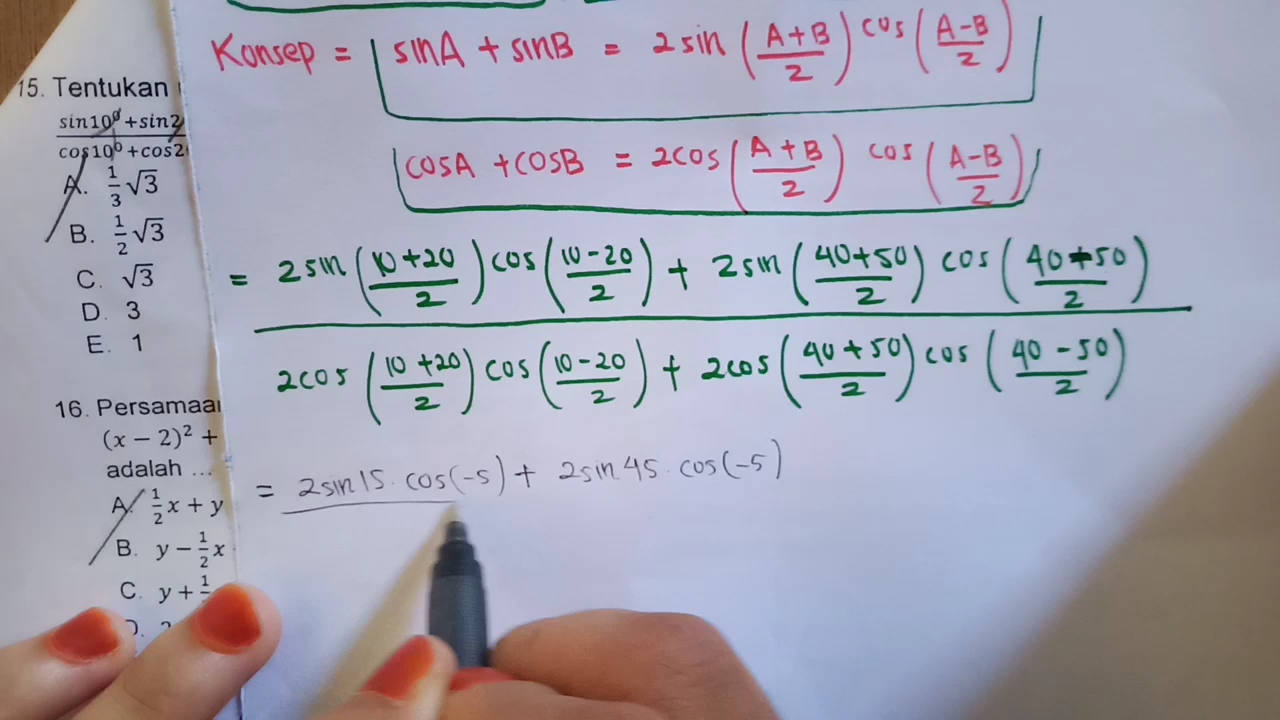 Konsep = sinA + sinB = 2sin (A+B/2) cos (A-B/2)
15. Tentukan
sin10⁰+sin2
cos10⁰+cos2
A. 1/3 √3
B. 1/2 √3
C. √3
D. 3
E. 1
cosA + cosB = 2cos (A+B/2) cos (A-B/2)
= 2sin (10+20/2) cos (10-20/2) + 2sin (40+50/2) cos (40-50/2)
2cos (10+20/2) cos (10-20/2) + 2cos (40+50/2) cos (40-50/2)
16. Persamaan
(x − 2)² +
adalah ...
A. 1/2 x + y
B. y − 1/2 x
C. y + 1/
= 2sin15. cos(-5) + 2sin45. cos(-5)